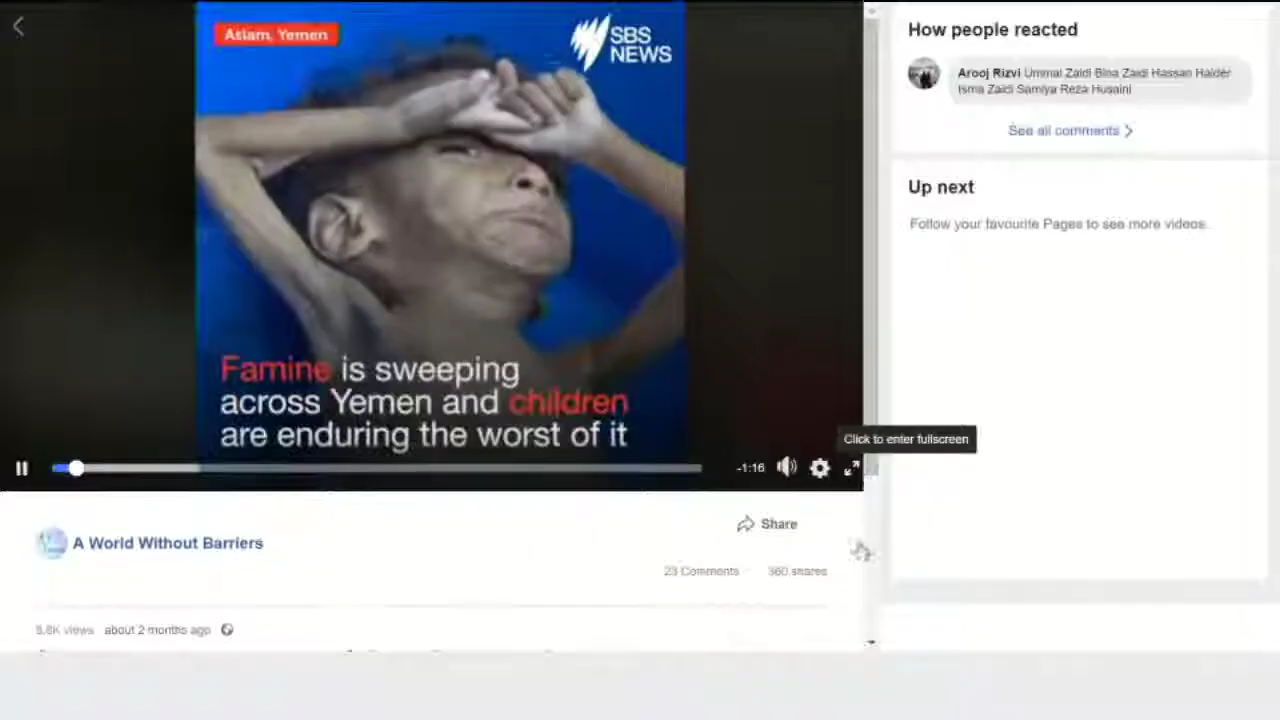 Aslam, Yemen
SBS
NEWS
Famine is sweeping
across Yemen and children
are enduring the worst of it
-1:16
Click to enter fullscreen
How people reacted
Arooj Rizvi Ummal Zaidi Bina Zaidi Hassan Haider
Isma Zaidi Samiya Reza Husaini
See all comments
Up next
Follow your favourite Pages to see more videos.
A World Without Barriers
Share
23 Comments
360 shares
5.8K views about 2 months ago